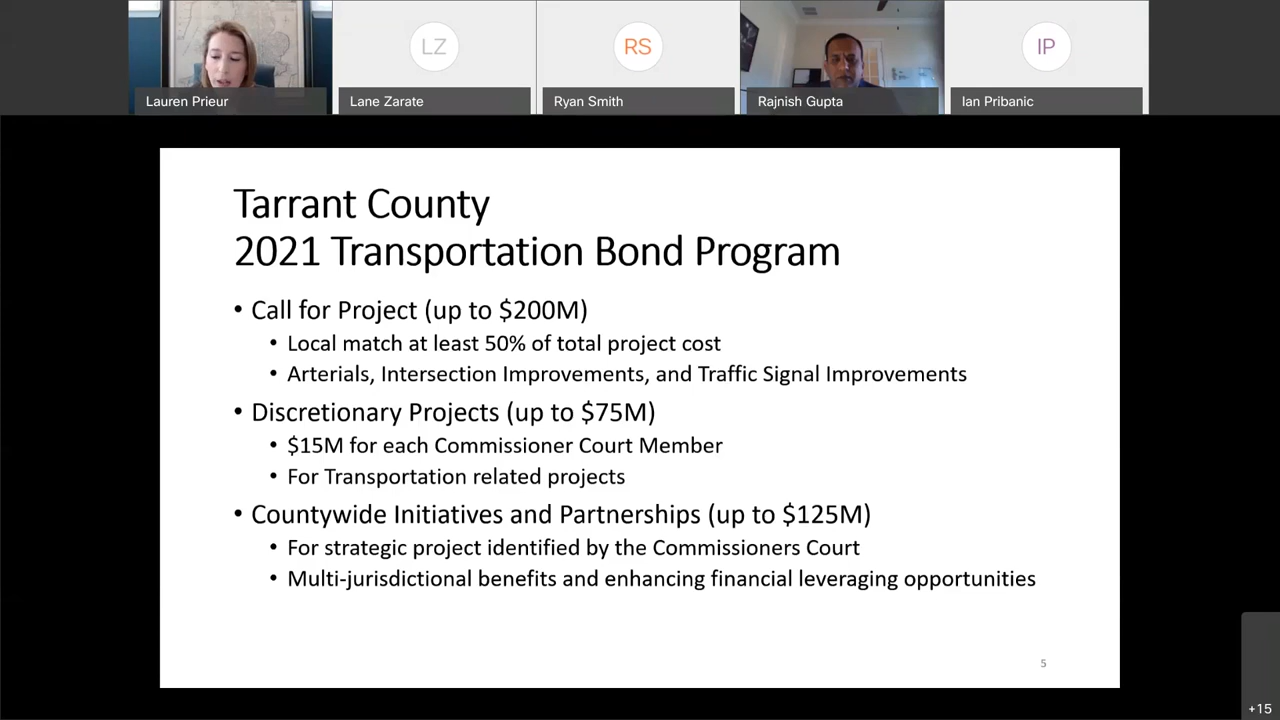 LZ
RS
IP
Lauren Prieur
Lane Zarate
Ryan Smith
Rajnish Gupta
Ian Pribanic
Tarrant County
2021 Transportation Bond Program
• Call for Project (up to $200M)
• Local match at least 50% of total project cost
• Arterials, Intersection Improvements, and Traffic Signal Improvements
• Discretionary Projects (up to $75M)
• $15M for each Commissioner Court Member
• For Transportation related projects
• Countywide Initiatives and Partnerships (up to $125M)
• For strategic project identified by the Commissioners Court
• Multi-jurisdictional benefits and enhancing financial leveraging opportunities
5
+15